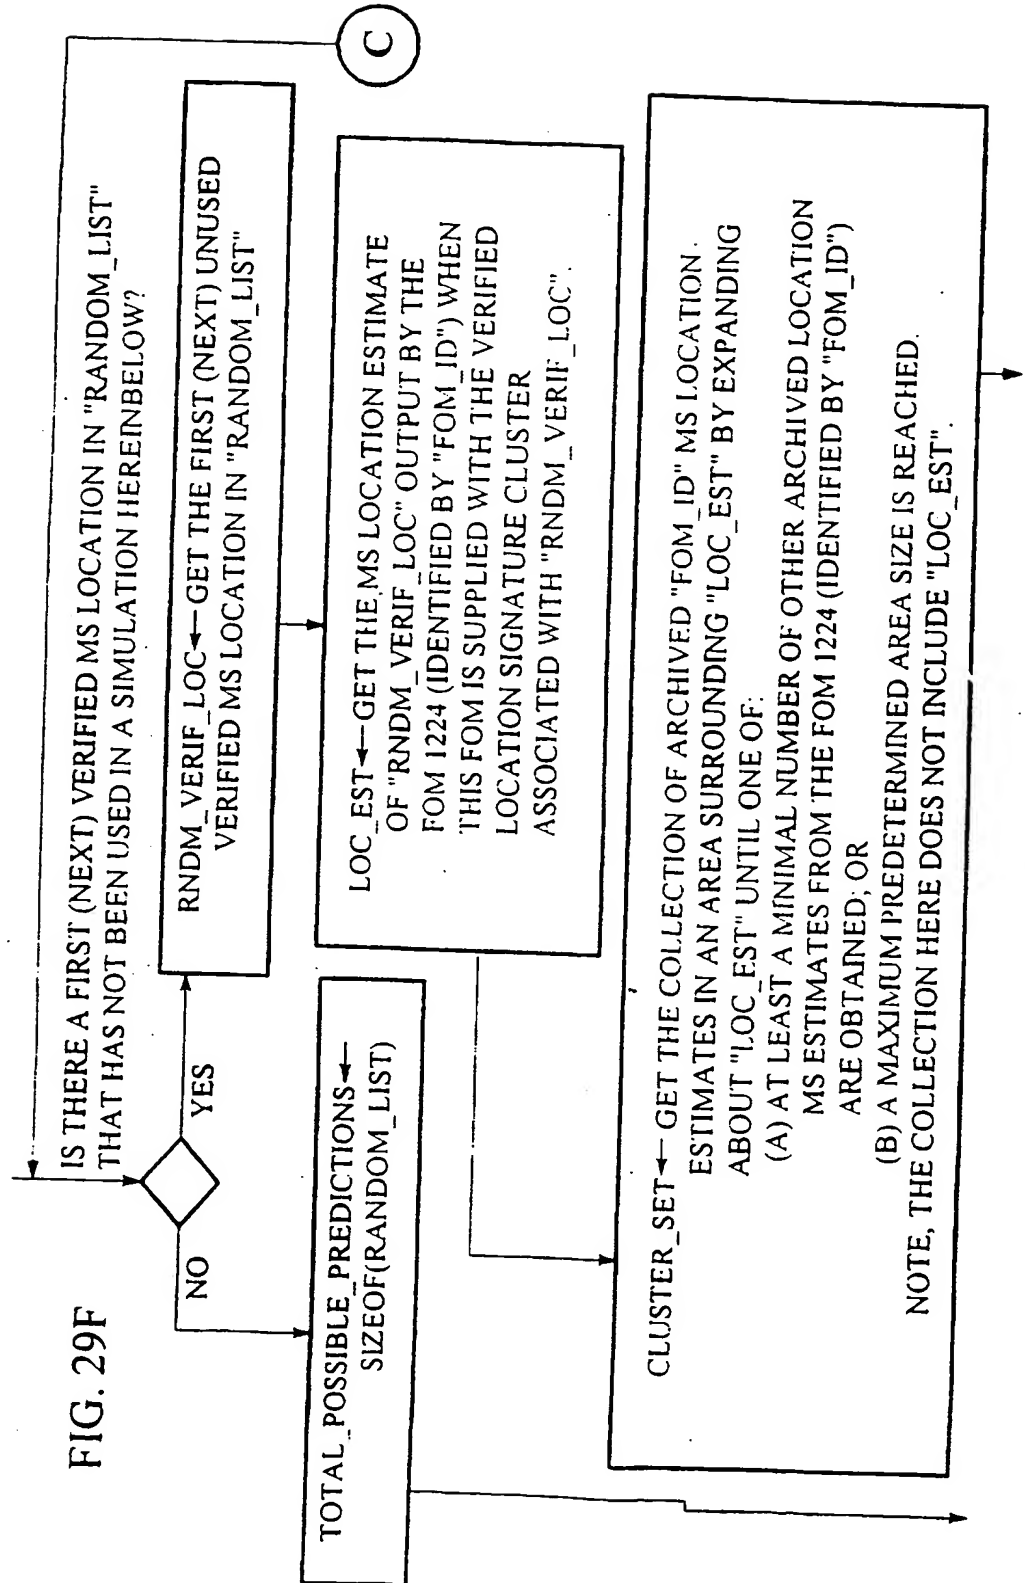 FIG. 29F
IS THERE A FIRST (NEXT) VERIFIED MS LOCATION IN "RANDOM_LIST"
THAT HAS NOT BEEN USED IN A SIMULATION HEREINBELOW?
C
NO
YES
RNDM_VERIF_LOC←GET THE FIRST (NEXT) UNUSED
VERIFIED MS LOCATION IN "RANDOM_LIST"
TOTAL_POSSIBLE_PREDICTIONS←
SIZEOF(RANDOM_LIST)
LOC_EST←GET THE MS LOCATION ESTIMATE
OF "RNDM_VERIF_LOC" OUTPUT BY THE
FOM 1224 (IDENTIFIED BY "FOM_ID") WHEN
THIS FOM IS SUPPLIED WITH THE VERIFIED
LOCATION SIGNATURE CLUSTER
ASSOCIATED WITH "RNDM_VERIF_LOC".
CLUSTER_SET← GET THE COLLECTION OF ARCHIVED "FOM_ID" MS LOCATION
ESTIMATES IN AN AREA SURROUNDING "LOC_EST" BY EXPANDING
ABOUT "LOC_EST" UNTIL ONE OF:
(A) AT LEAST A MINIMAL NUMBER OF OTHER ARCHIVED LOCATION
MS ESTIMATES FROM THE FOM 1224 (IDENTIFIED BY "FOM_ID")
ARE OBTAINED; OR
(B) A MAXIMUM PREDETERMINED AREA SIZE IS REACHED.
NOTE, THE COLLECTION HERE DOES NOT INCLUDE "LOC_EST".